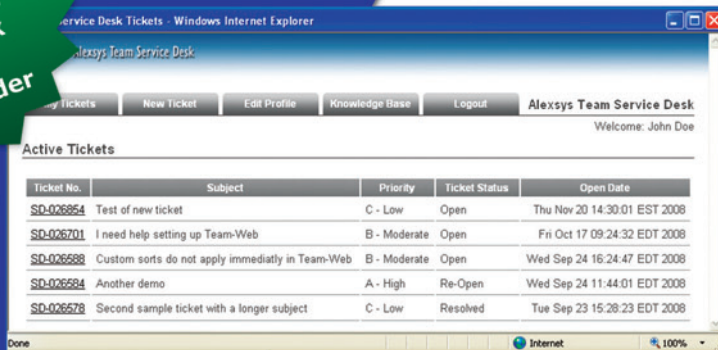 ervice Desk Tickets - Windows Internet Explorer
Alexsys Team Service Desk
der
My Tickets New Ticket Edit Profile Knowledge Base Logout Alexsys Team Service Desk
Welcome: John Doe
Active Tickets
Ticket No. Subject Priority Ticket Status Open Date
SD-026854 Test of new ticket C - Low Open Thu Nov 20 14:30:01 EST 2008
SD-026701 I need help setting up Team-Web B - Moderate Open Fri Oct 17 09:24:32 EDT 2008
SD-026588 Custom sorts do not apply immediatly in Team-Web B - Moderate Open Wed Sep 24 16:24:47 EDT 2008
SD-026584 Another demo A - High Re-Open Wed Sep 24 11:44:01 EDT 2008
SD-026578 Second sample ticket with a longer subject C - Low Resolved Tue Sep 23 15:28:23 EDT 2008
Done Internet 100%